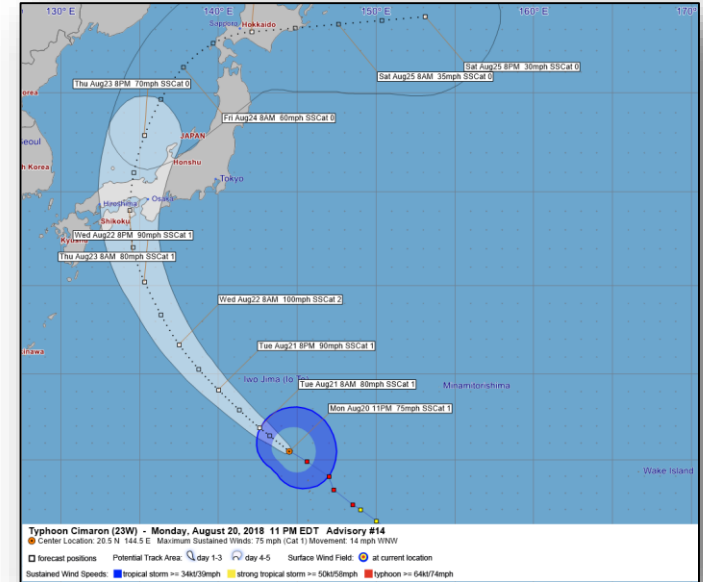 130° E
140° E
150° E
160° E
170°
Sapporo
Hokkaido
Sat Aug25 8PM 30mph SSCat 0
Sat Aug25 8AM 35mph SSCat 0
Thu Aug23 8PM 70mph SSCat 0
Korea
Fri Aug24 8AM 60mph SSCat 0
Seoul
JAPAN
h Korea
Honshu
Tokyo
Hiroshima
Osaka
Shikoku
Wed Aug22 8PM 90mph SSCat 1
Thu Aug23 8AM 80mph SSCat 1
Wed Aug22 8AM 100mph SSCat 2
Tue Aug21 8PM 90mph SSCat 1
inawa
Iwo Jima (Io To)
Tue Aug21 8AM 80mph SSCat 1
Minamitorishima
Mon Aug20 11PM 75mph SSCat 1
Wake Island
Typhoon Cimaron (23W) - Monday, August 20, 2018 11 PM EDT Advisory #14
Center Location: 20.5 N 144.5 E Maximum Sustained Winds: 75 mph (Cat 1) Movement: 14 mph WNW
forecast positions Potential Track Area: day 1-3 day 4-5 Surface Wind Field: at current location
Sustained Wind Speeds: tropical storm >= 34kt/39mph strong tropical storm >= 50kt/58mph typhoon >= 64kt/74mph